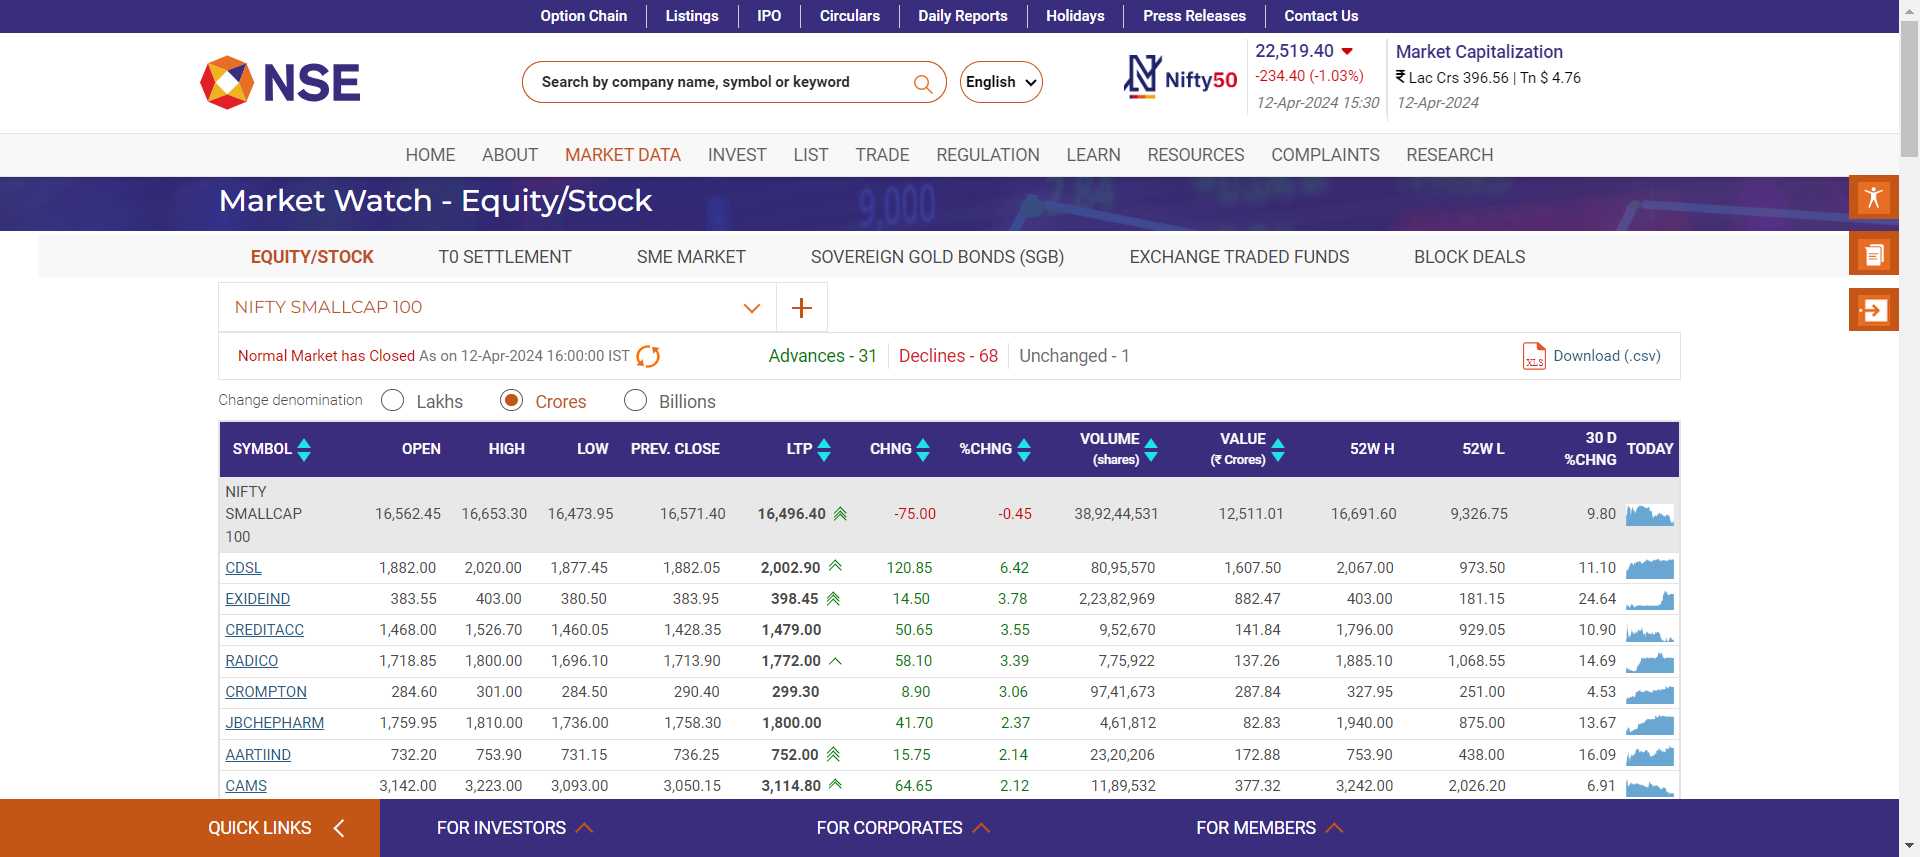 Option Chain Listings IPO Circulars Daily Reports Holidays Press Releases Contact Us
NSE
Search by company name, symbol or keyword
English
Nifty50
22,519.40
-234.40 (-1.03%)
12-Apr-2024 15:30
Market Capitalization
₹ Lac Crs 396.56 | Tn $ 4.76
12-Apr-2024
HOME ABOUT MARKET DATA INVEST LIST TRADE REGULATION LEARN RESOURCES COMPLAINTS RESEARCH
Market Watch - Equity/Stock
9,000
2.84
EQUITY/STOCK T0 SETTLEMENT SME MARKET SOVEREIGN GOLD BONDS (SGB) EXCHANGE TRADED FUNDS BLOCK DEALS
NIFTY SMALLCAP 100
Normal Market has Closed As on 12-Apr-2024 16:00:00 IST Advances - 31 Declines - 68 Unchanged - 1 XLS Download (.csv)
Change denomination Lakhs Crores Billions
SYMBOL OPEN HIGH LOW PREV. CLOSE LTP CHNG %CHNG VOLUME (shares) VALUE (₹ Crores) 52W H 52W L 30 D %CHNG TODAY
NIFTY SMALLCAP 100 16,562.45 16,653.30 16,473.95 16,571.40 16,496.40 -75.00 -0.45 38,92,44,531 12,511.01 16,691.60 9,326.75 9.80
CDSL 1,882.00 2,020.00 1,877.45 1,882.05 2,002.90 120.85 6.42 80,95,570 1,607.50 2,067.00 973.50 11.10
EXIDEIND 383.55 403.00 380.50 383.95 398.45 14.50 3.78 2,23,82,969 882.47 403.00 181.15 24.64
CREDITACC 1,468.00 1,526.70 1,460.05 1,428.35 1,479.00 50.65 3.55 9,52,670 141.84 1,796.00 929.05 10.90
RADICO 1,718.85 1,800.00 1,696.10 1,713.90 1,772.00 58.10 3.39 7,75,922 137.26 1,885.10 1,068.55 14.69
CROMPTON 284.60 301.00 284.50 290.40 299.30 8.90 3.06 97,41,673 287.84 327.95 251.00 4.53
JBCHEPHARM 1,759.95 1,810.00 1,736.00 1,758.30 1,800.00 41.70 2.37 4,61,812 82.83 1,940.00 875.00 13.67
AARTIIND 732.20 753.90 731.15 736.25 752.00 15.75 2.14 23,20,206 172.88 753.90 438.00 16.09
CAMS 3,142.00 3,223.00 3,093.00 3,050.15 3,114.80 64.65 2.12 11,89,532 377.32 3,242.00 2,026.20 6.91
QUICK LINKS FOR INVESTORS FOR CORPORATES FOR MEMBERS